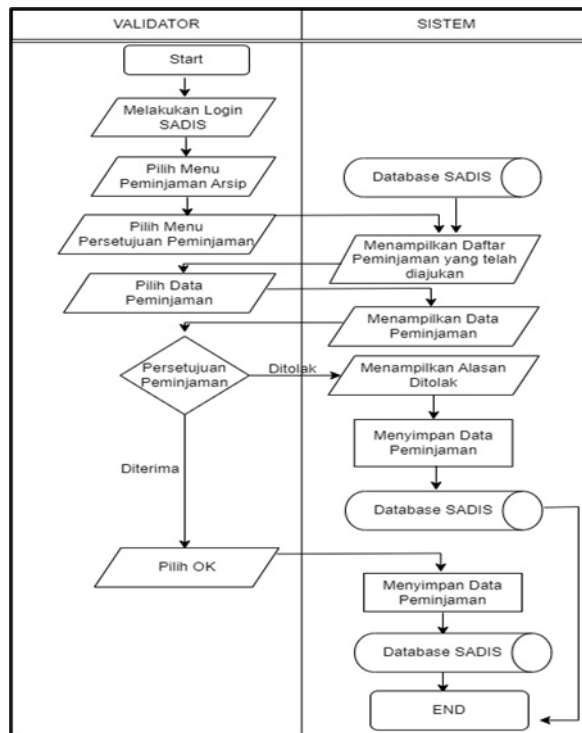 VALIDATOR
SISTEM
Start
Melakukan Login
SADIS
Pilih Menu
Peminjaman Arsip
Database SADIS
Pilih Menu
Persetujuan Peminjaman
Menampilkan Daftar
Peminjaman yang telah
diajukan
Pilih Data
Peminjaman
Menampilkan Data
Peminjaman
Persetujuan
Peminjaman
Ditolak
Menampilkan Alasan
Ditolak
Menyimpan Data
Peminjaman
Diterima
Database SADIS
Pilih OK
Menyimpan Data
Peminjaman
Database SADIS
END